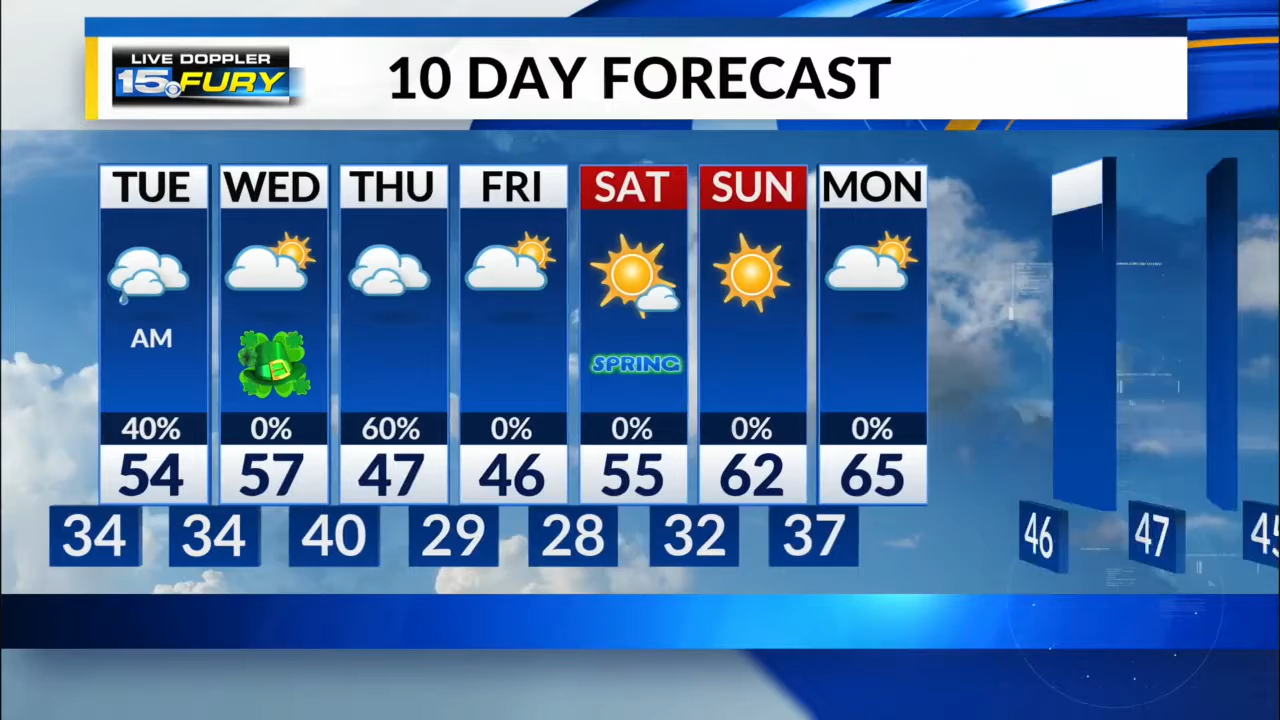 LIVE DOPPLER
15 FURY
10 DAY FORECAST
TUE WED THU FRI SAT SUN MON
AM
SPRING
40% 0% 60% 0% 0% 0% 0%
54 57 47 46 55 62 65
34 34 40 29 28 32 37 46 47 45